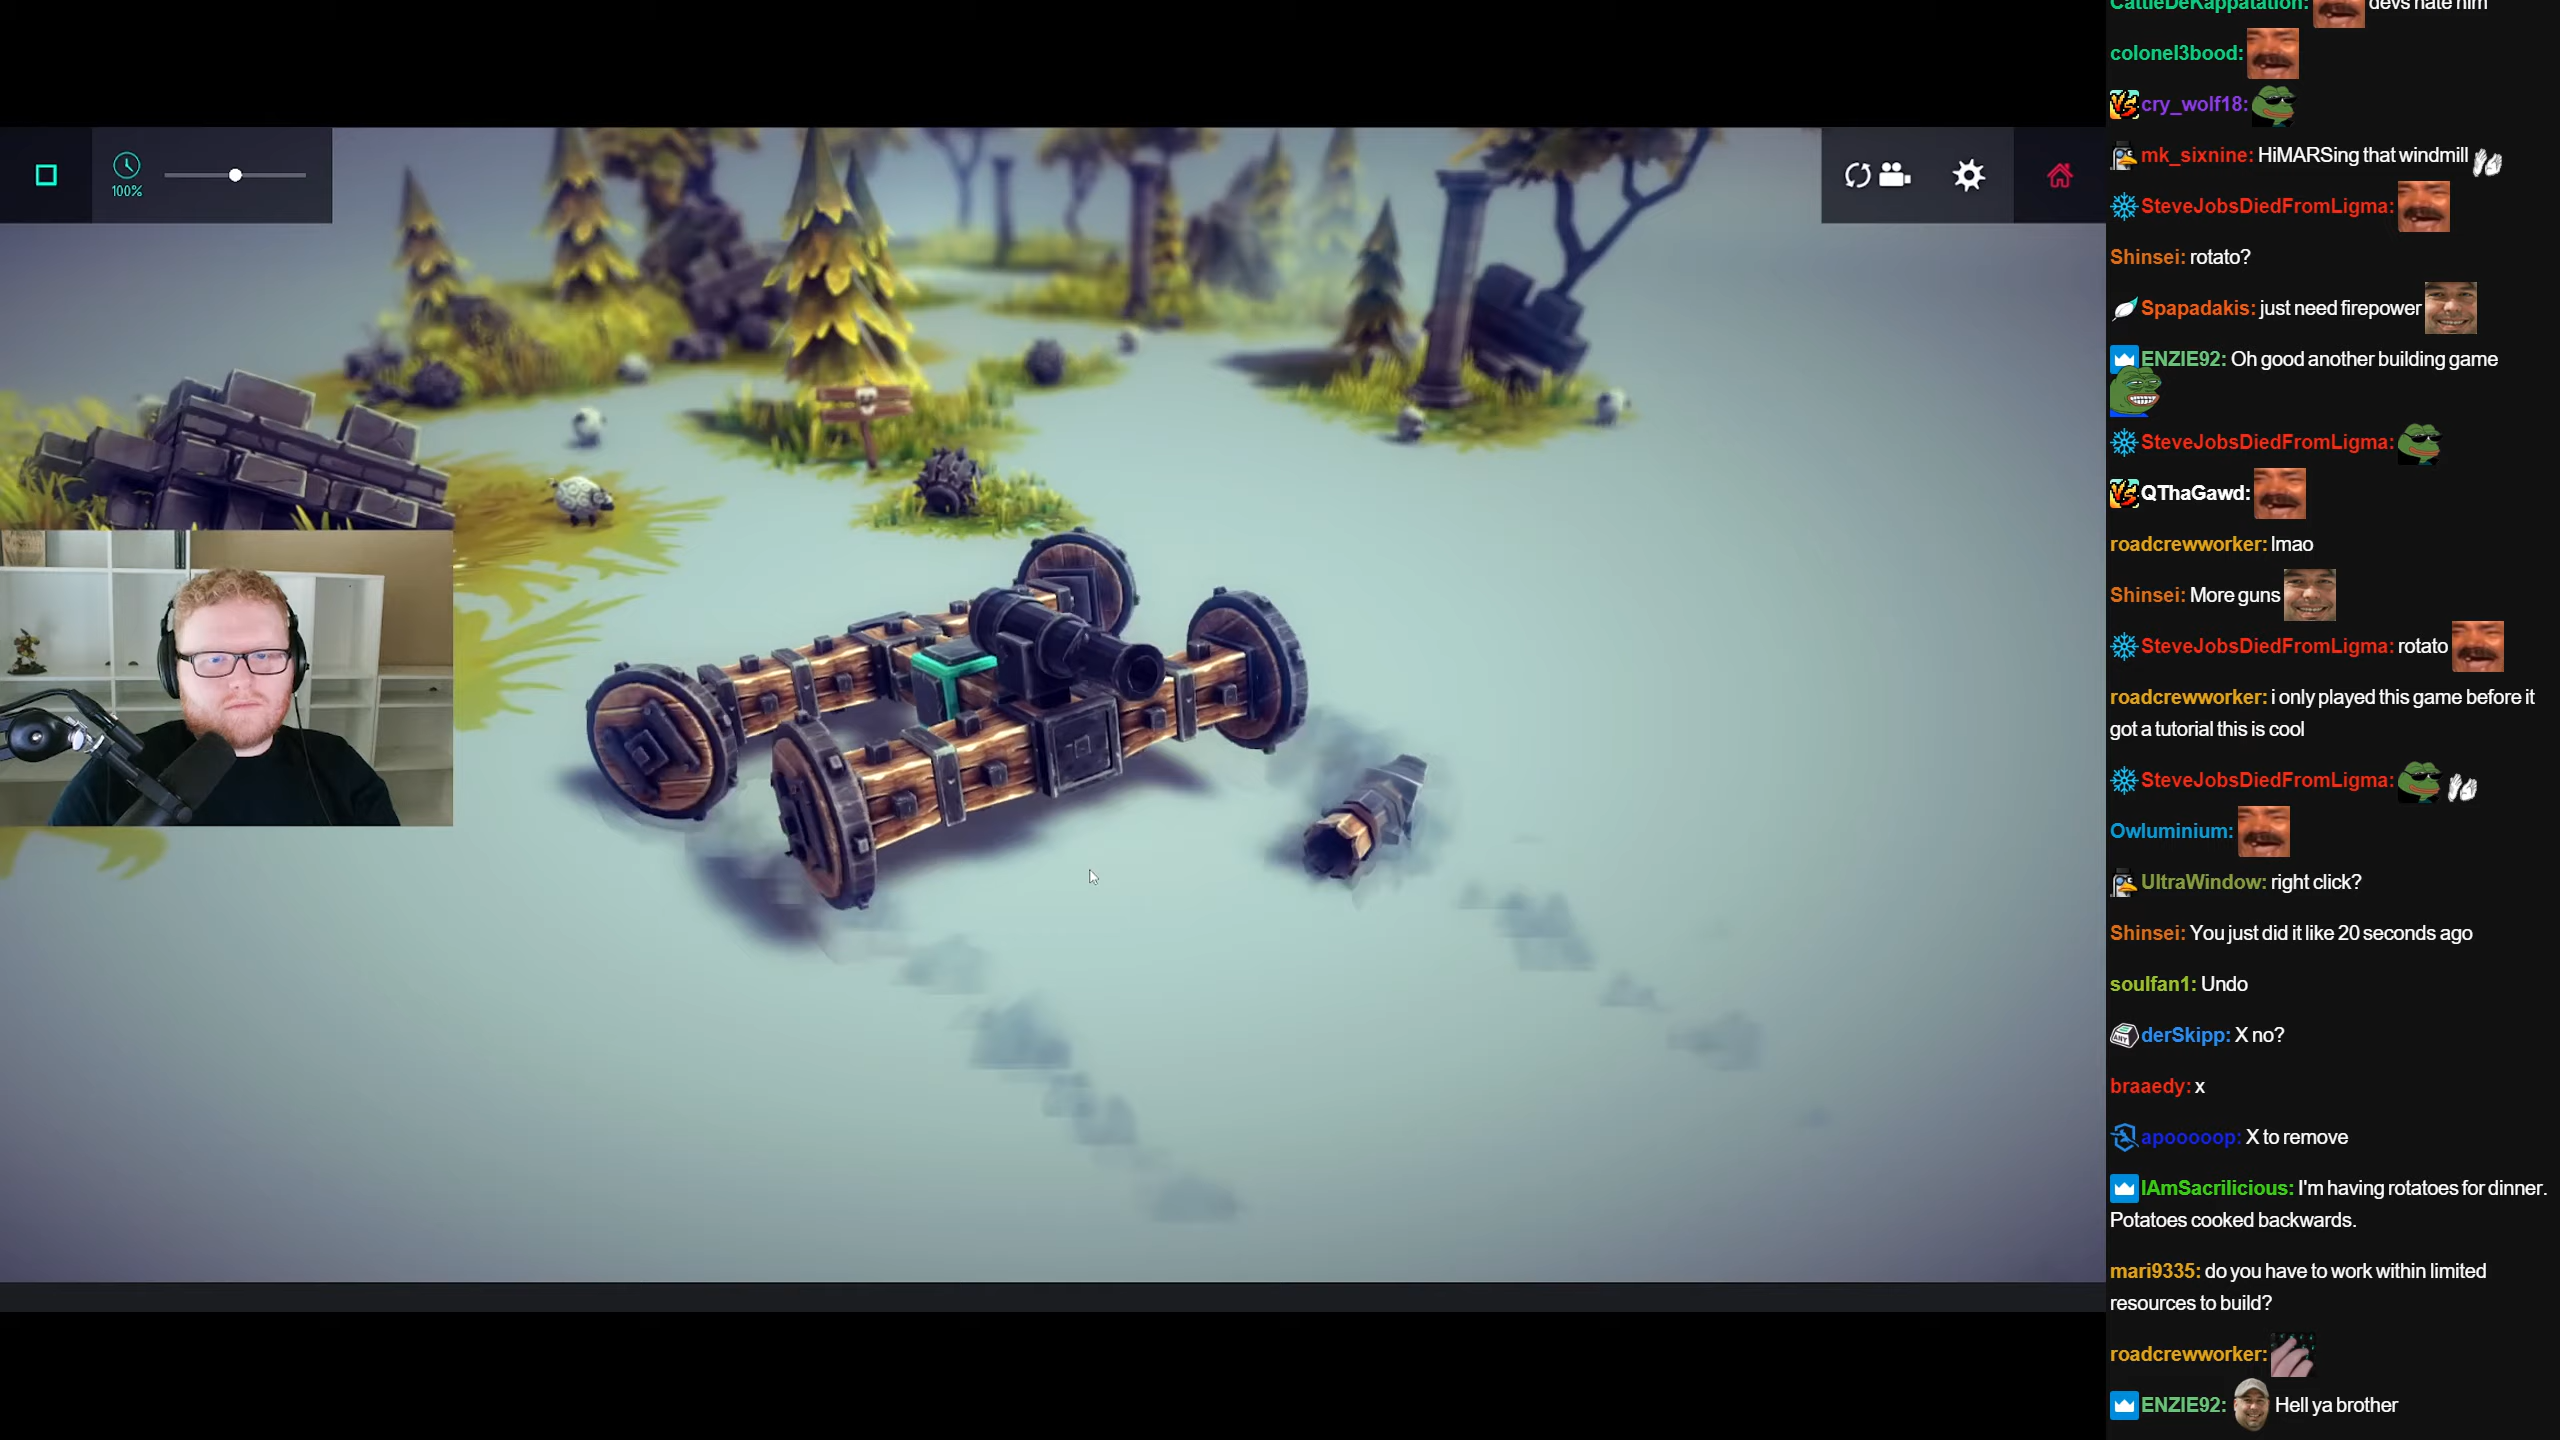 CattleDeKappatation: devs hate him
colonel3bood:
100%
cry_wolf18:
mk_sixnine: HiMARSing that windmill
SteveJobsDiedFromLigma:
Shinsei: rotato?
Spapadakis: just need firepower
ENZIE92: Oh good another building game
SteveJobsDiedFromLigma:
QThaGawd:
roadcrewworker: lmao
Shinsei: More guns
SteveJobsDiedFromLigma: rotato
roadcrewworker: i only played this game before it
got a tutorial this is cool
SteveJobsDiedFromLigma:
Owluminium:
UltraWindow: right click?
Shinsei: You just did it like 20 seconds ago
soulfan1: Undo
ANY
derSkipp: X no?
braaedy: x
apooooop: X to remove
IAmSacrilicious: I'm having rotatoes for dinner.
Potatoes cooked backwards.
mari9335: do you have to work within limited
resources to build?
roadcrewworker:
ENZIE92: Hell ya brother